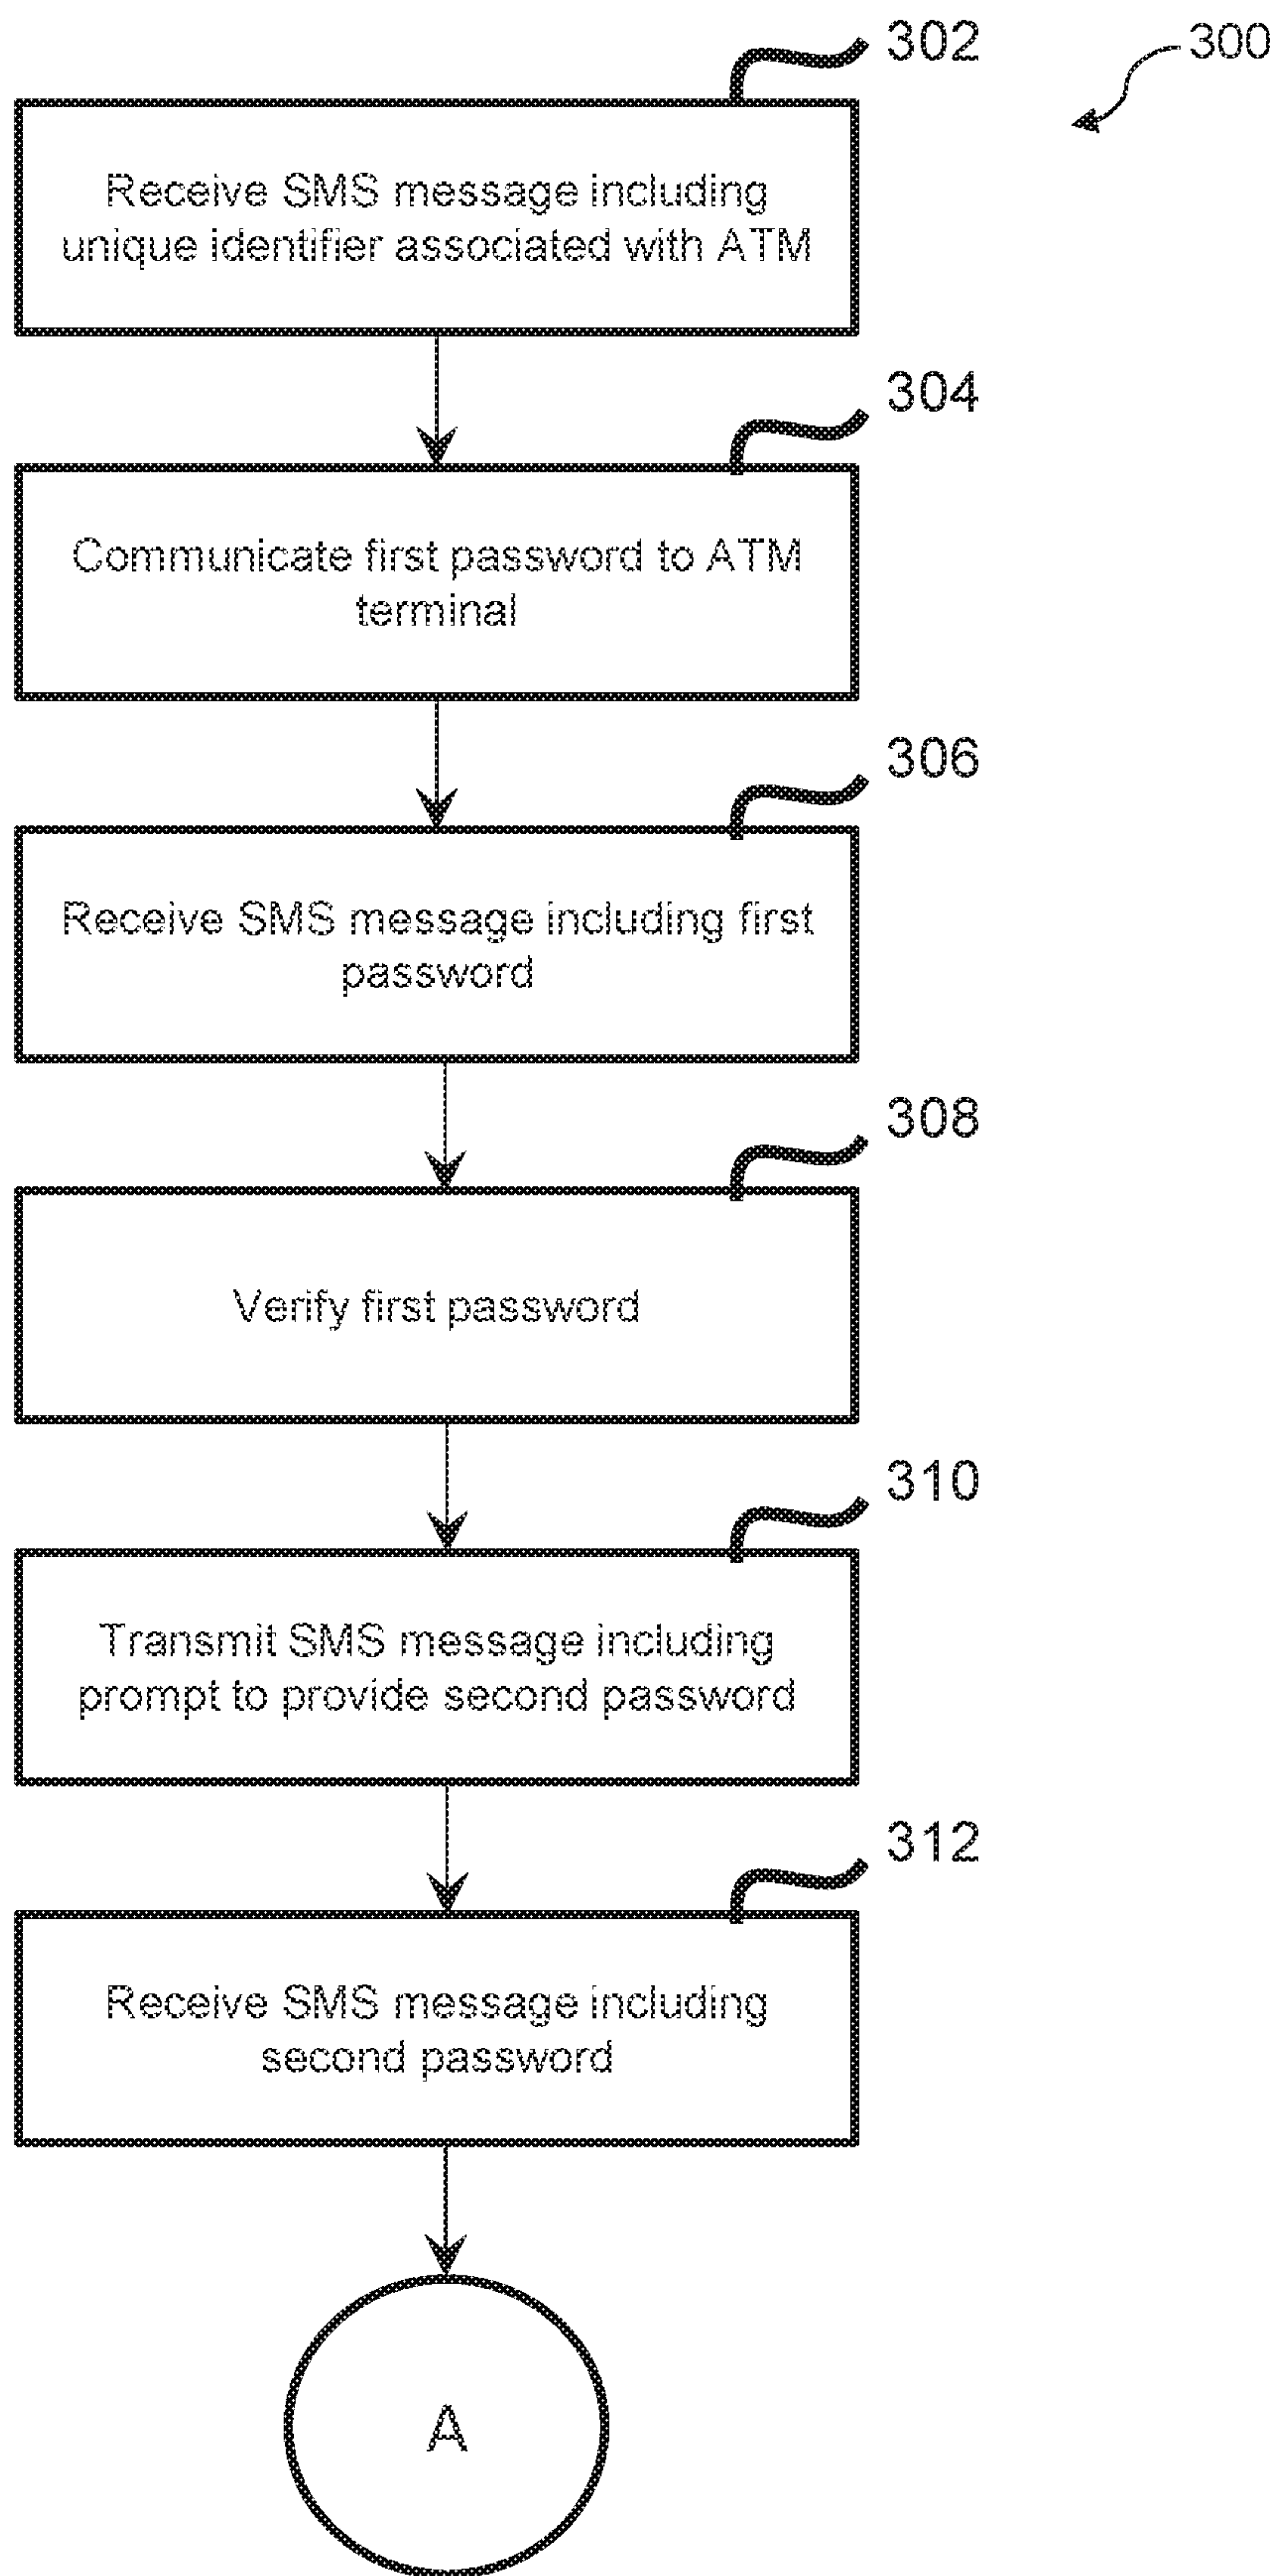 302
300
Receive SMS message including
unique identifier associated with ATM
304
Communicate first password to ATM
terminal
306
Receive SMS message including first
password
308
Verify first password
310
Transmit SMS message including
prompt to provide second password
312
Receive SMS message including
second password
A